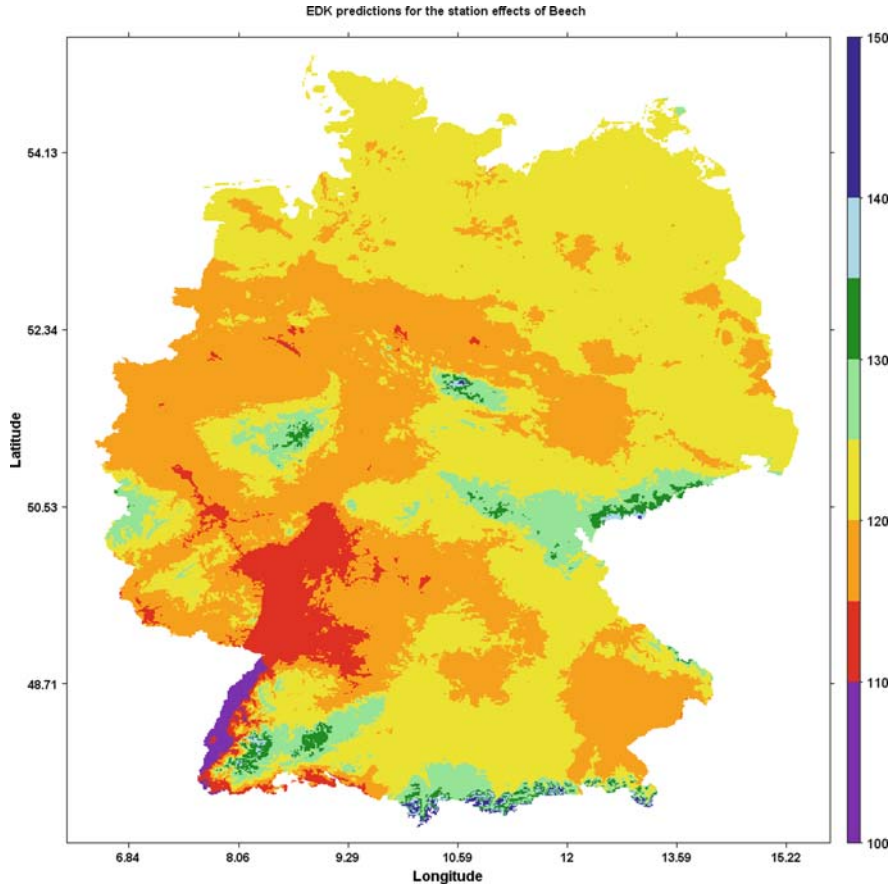 EDK predictions for the station effects of Beech
150
140
130
120
110
100
54.13
52.34
50.53
48.71
Latitude
6.84 8.06 9.29 10.59 12 13.59 15.22
Longitude